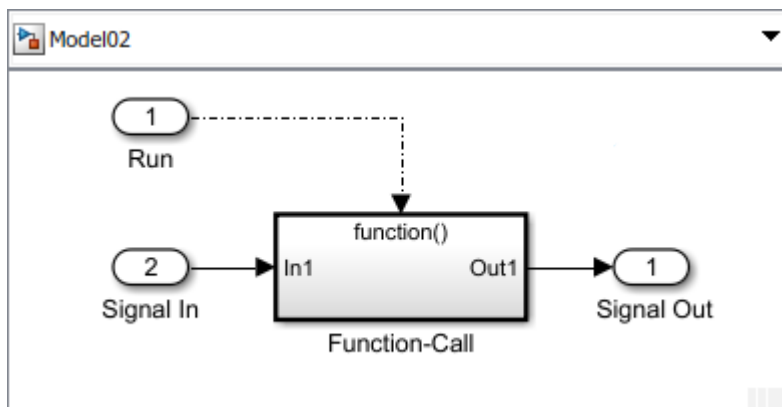 Model02
1
Run
function()
2
In1
Out1
1
Signal In
Signal Out
Function-Call